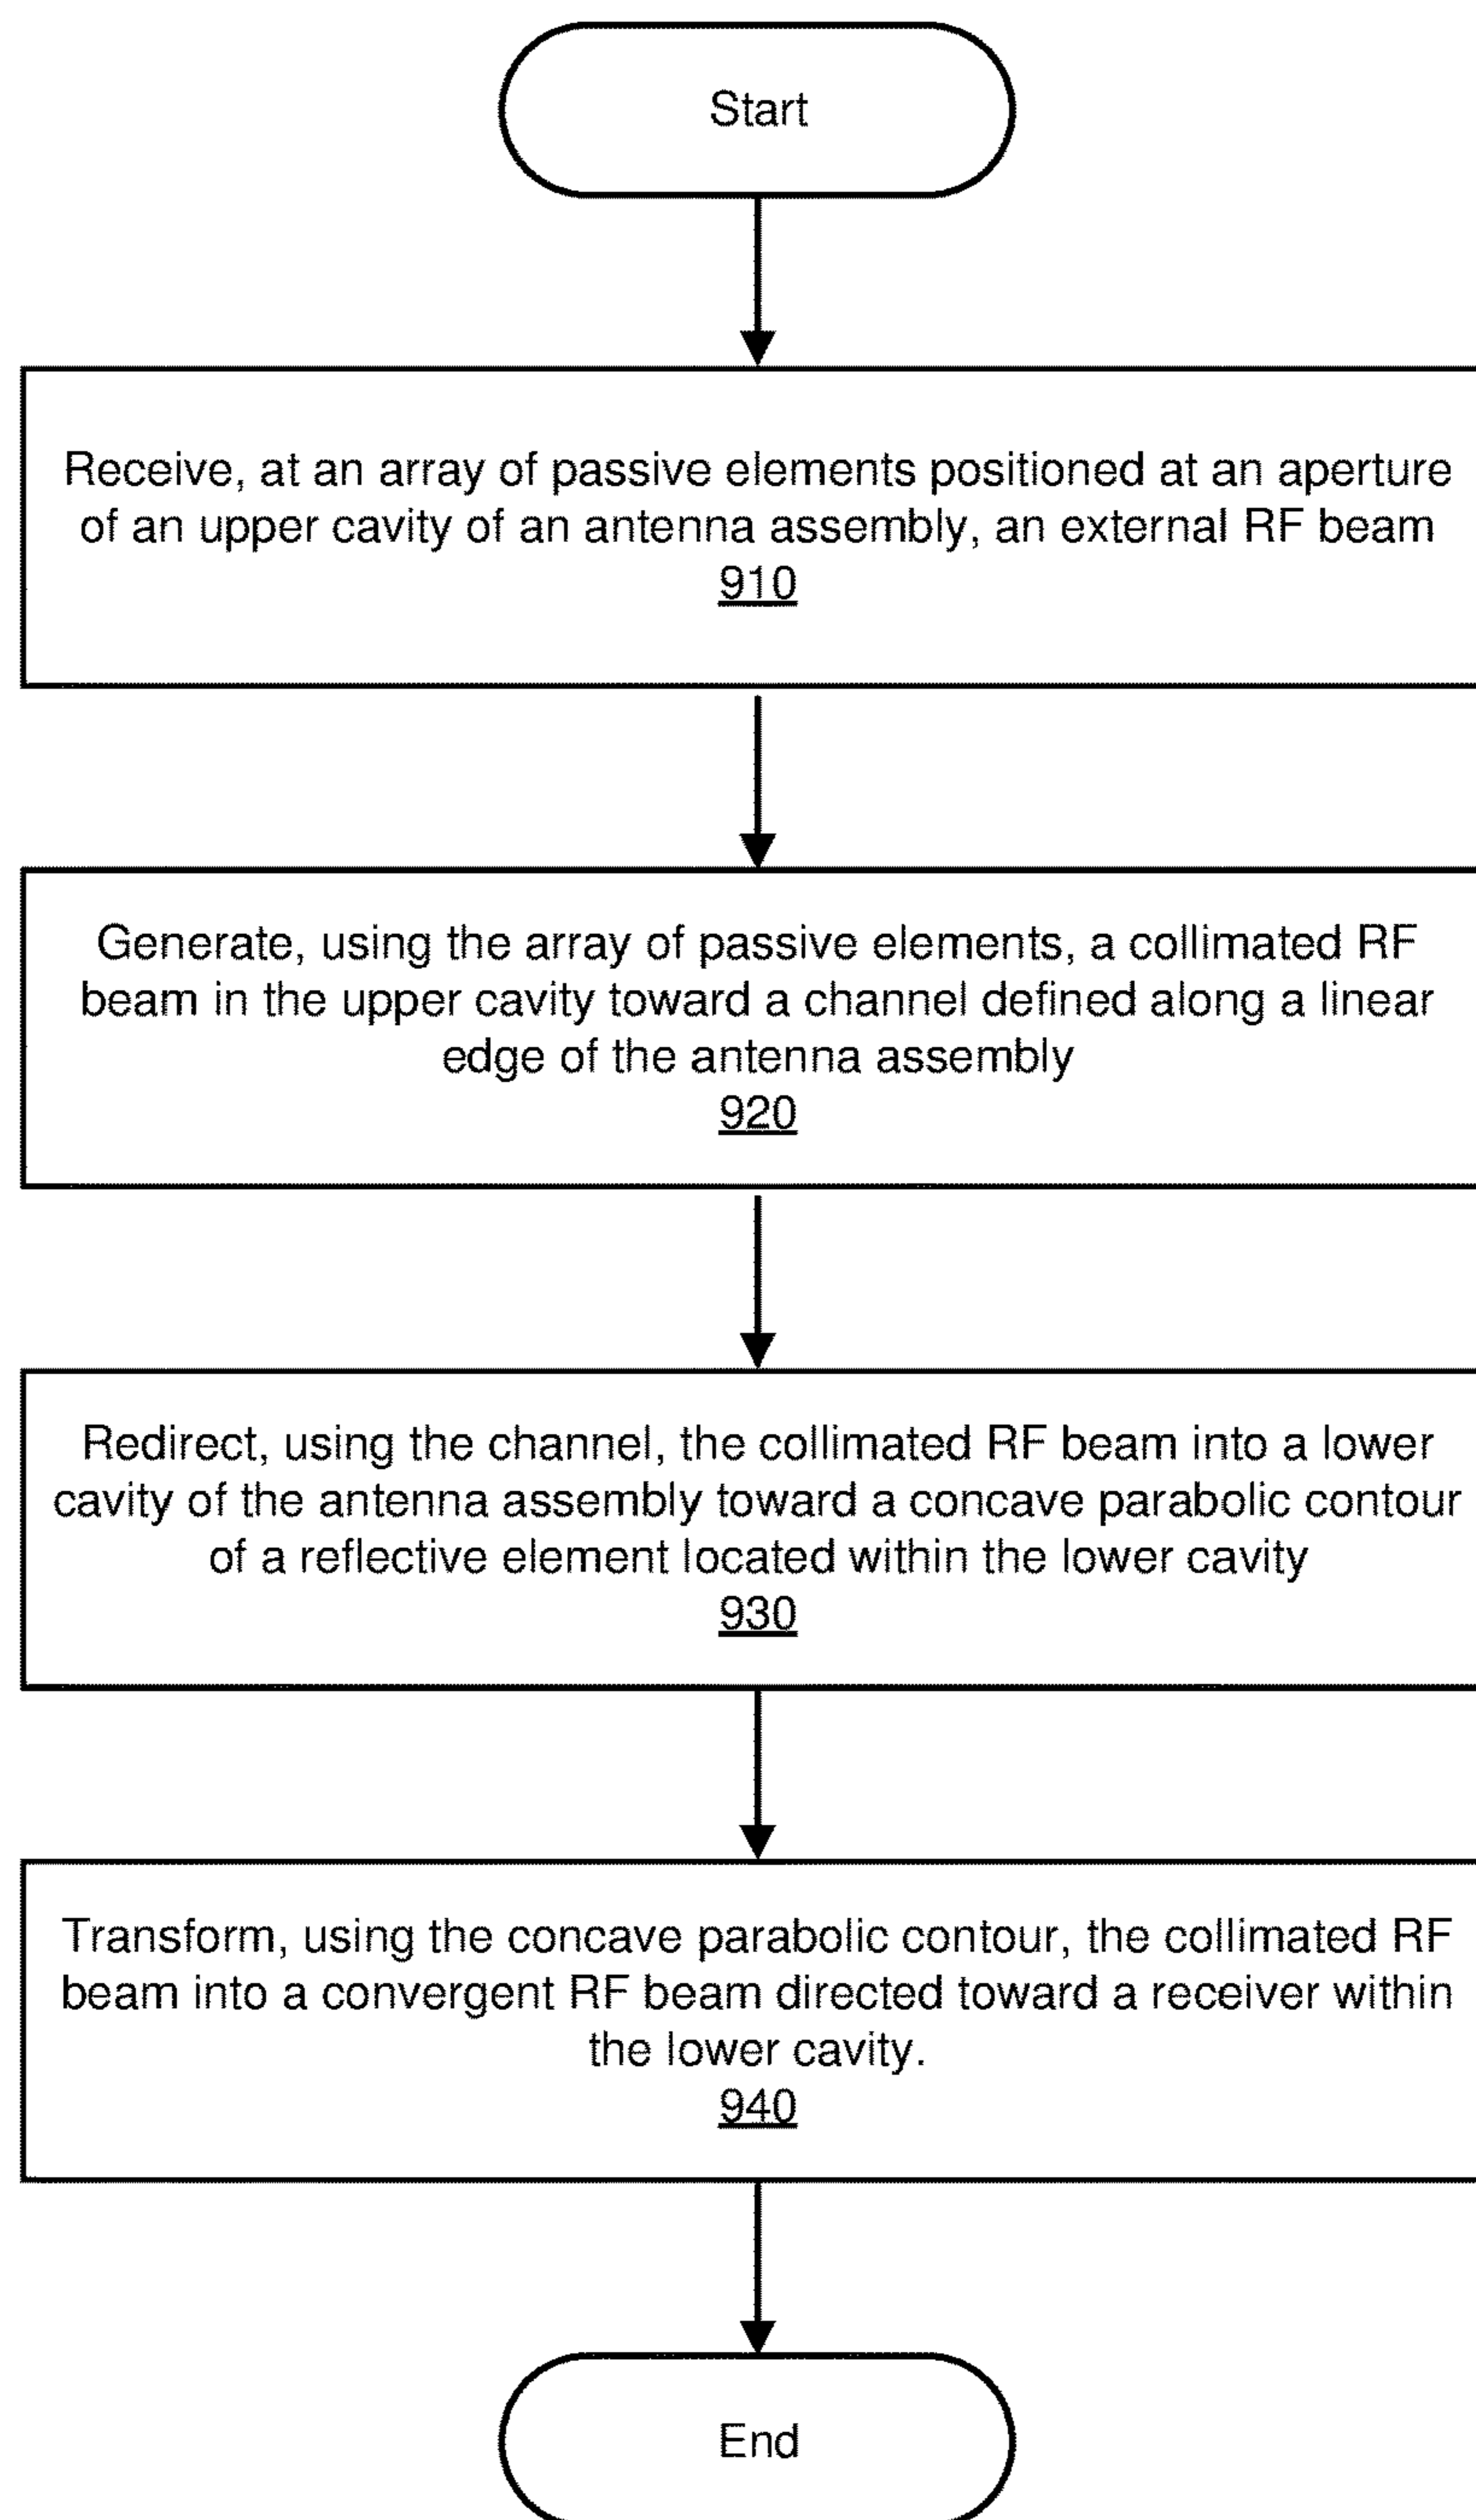 Start
Receive, at an array of passive elements positioned at an aperture
of an upper cavity of an antenna assembly, an external RF beam
910
Generate, using the array of passive elements, a collimated RF
beam in the upper cavity toward a channel defined along a linear
edge of the antenna assembly
920
Redirect, using the channel, the collimated RF beam into a lower
cavity of the antenna assembly toward a concave parabolic contour
of a reflective element located within the lower cavity
930
Transform, using the concave parabolic contour, the collimated RF
beam into a convergent RF beam directed toward a receiver within
the lower cavity.
940
End